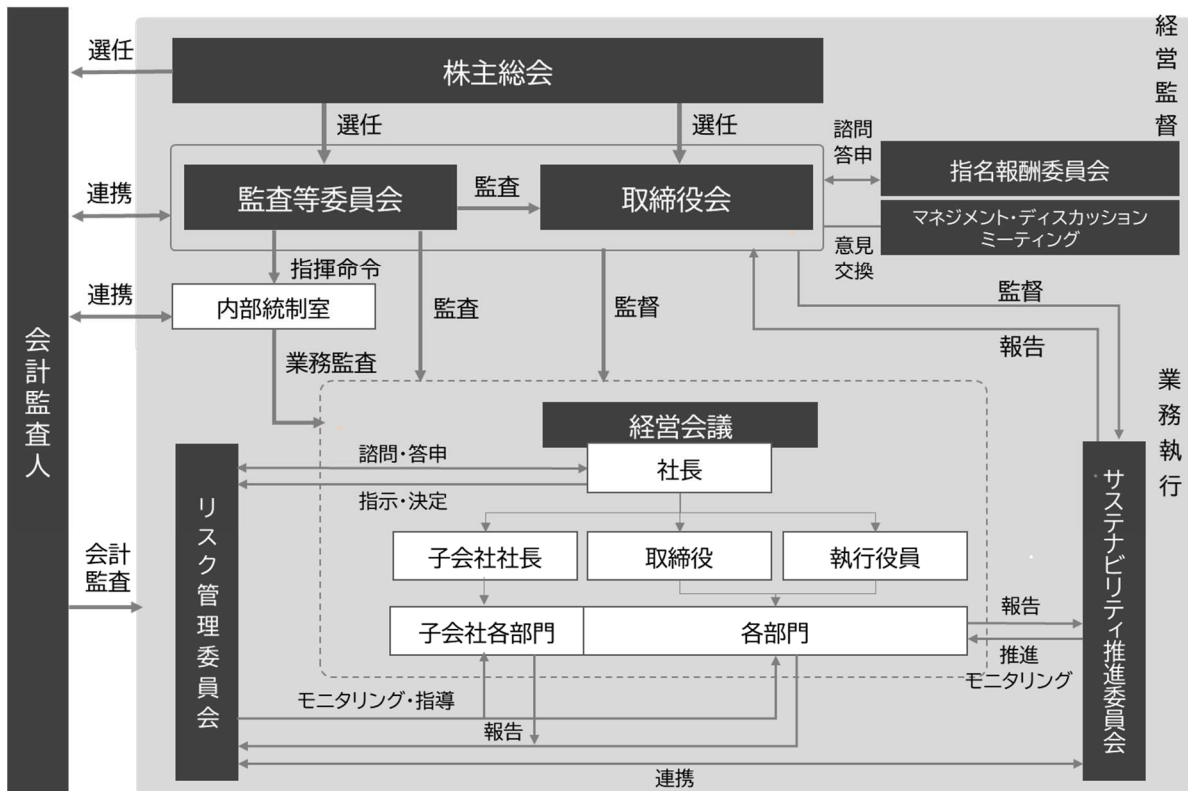 経営監督
選任
株主総会
選任
選任
諮問
答申
指名報酬委員会
連携
監査等委員会
監査
取締役会
マネジメント・ディスカッション
ミーティング
意見
交換
指揮命令
連携
内部統制室
監査
監督
監督
報告
会計監査人
業務監査
業務執行
経営会議
諮問・答申
社長
指示・決定
リスク管理委員会
サステナビリティ推進委員会
子会社社長
取締役
執行役員
会計
監査
子会社各部門
各部門
報告
推進
モニタリング
モニタリング・指導
報告
連携